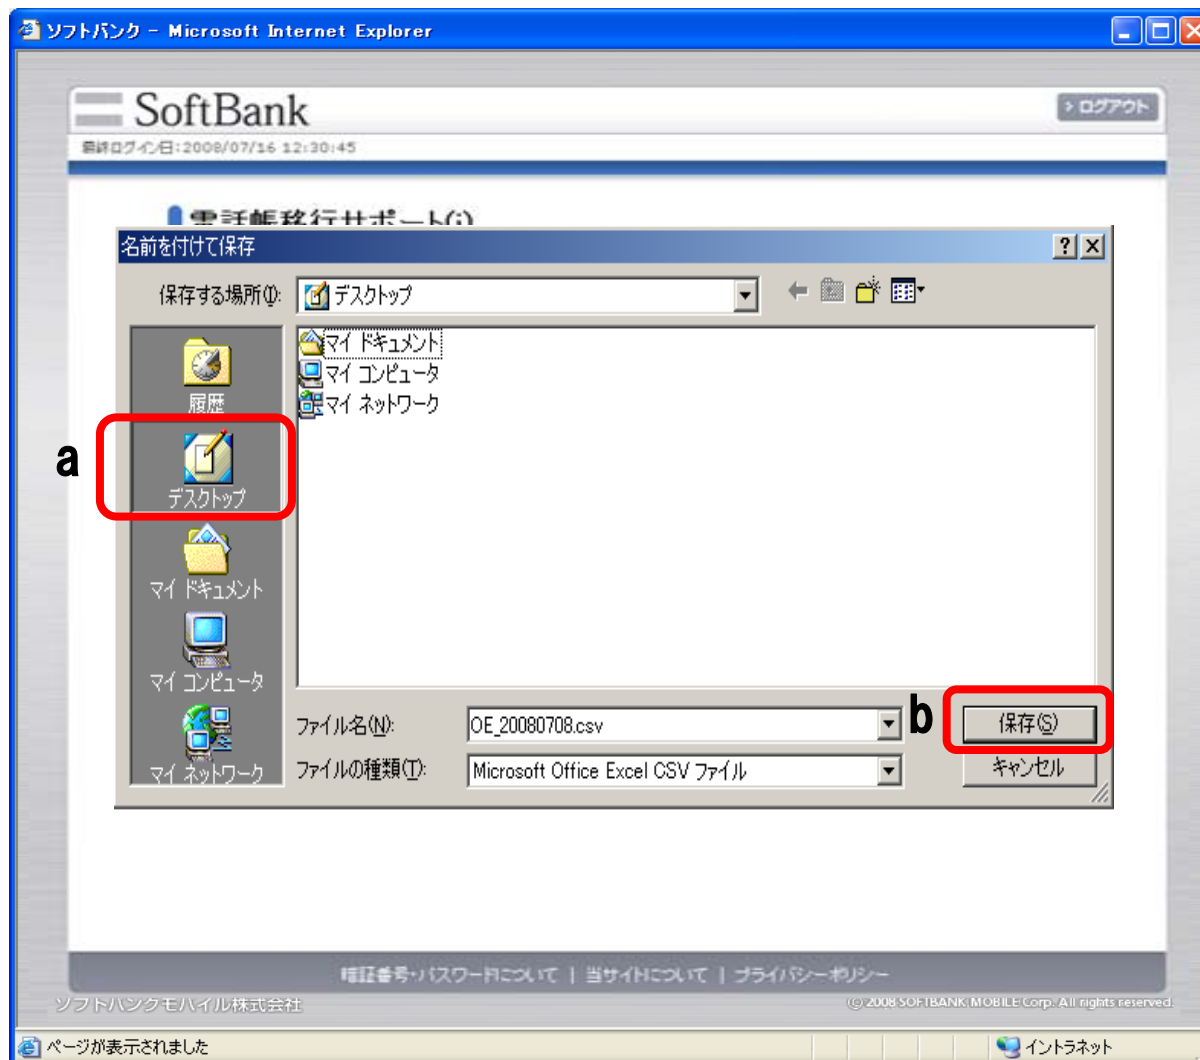 ソフトバンク - Microsoft Internet Explorer
SoftBank
ログアウト
最終ログイン日:2008/07/16 12:30:45
電話帳移行サポート(i)
名前を付けて保存
保存する場所(I):
デスクトップ
履歴
デスクトップ
マイ ドキュメント
マイ コンピュータ
マイ ネットワーク
マイ ドキュメント
マイ コンピュータ
マイ ネットワーク
a
b
ファイル名(N):
OE_20080708.csv
保存(S)
ファイルの種類(T):
Microsoft Office Excel CSV ファイル
キャンセル
暗証番号・パスワードについて | 当サイトについて | プライバシーポリシー
ソフトバンクモバイル株式会社
(c) 2008 SOFTBANK MOBILE Corp. All rights reserved.
ページが表示されました
イントラネット